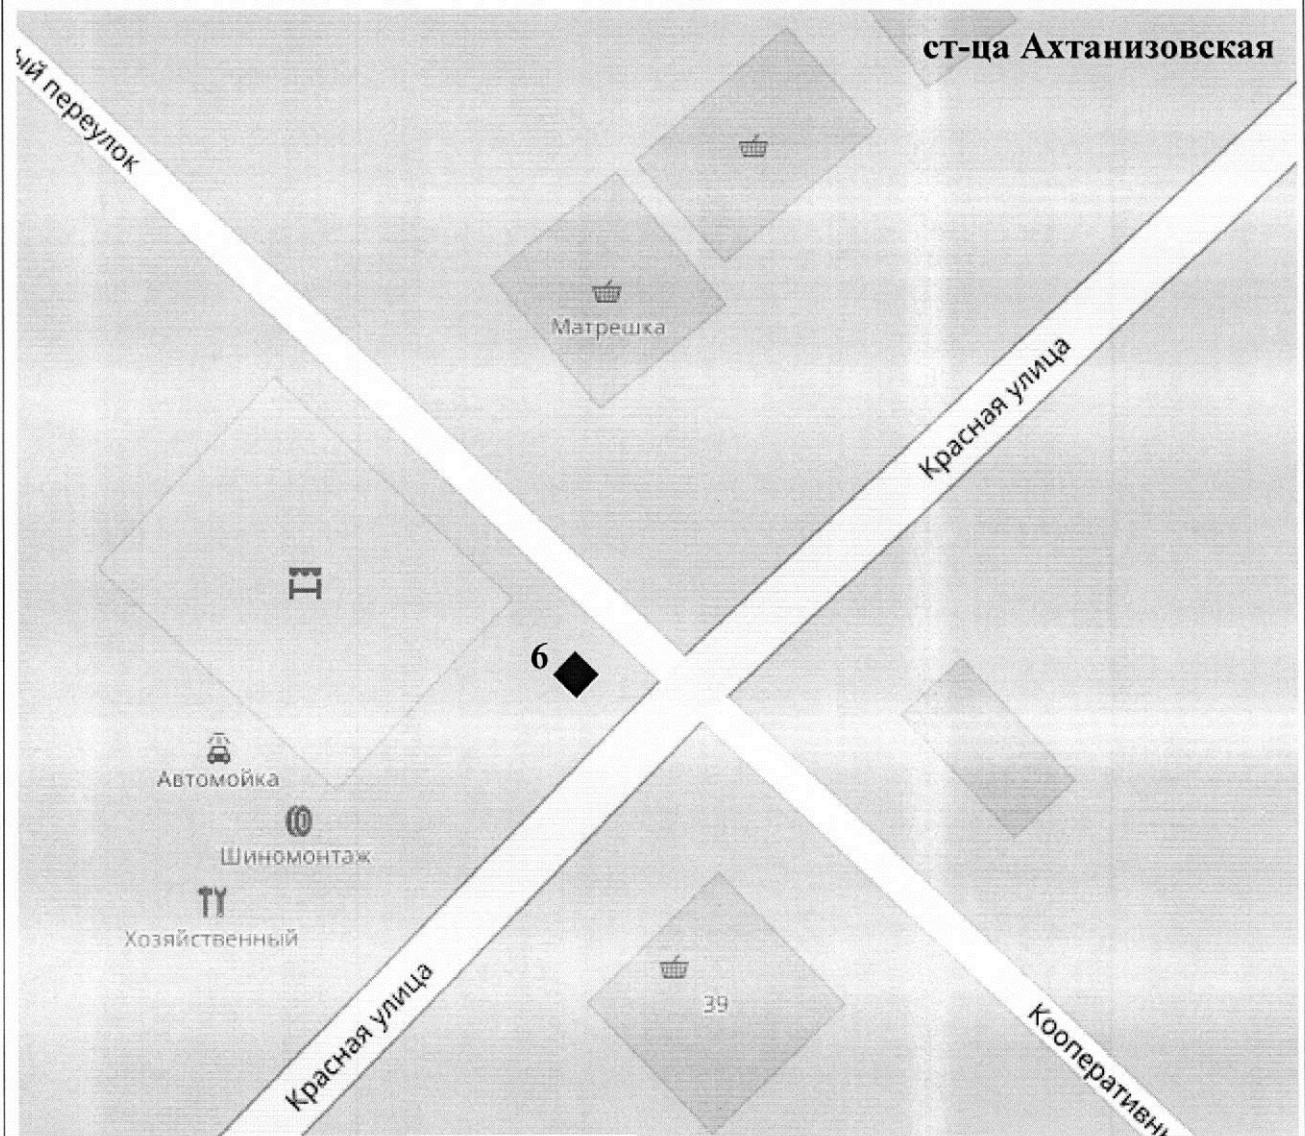 ст-ца Ахтанизовская
ый переулок
Матрешка
Красная улица
6
Автомойка
Шиномонтаж
Хозяйственный
39
Красная улица
Кооперативн